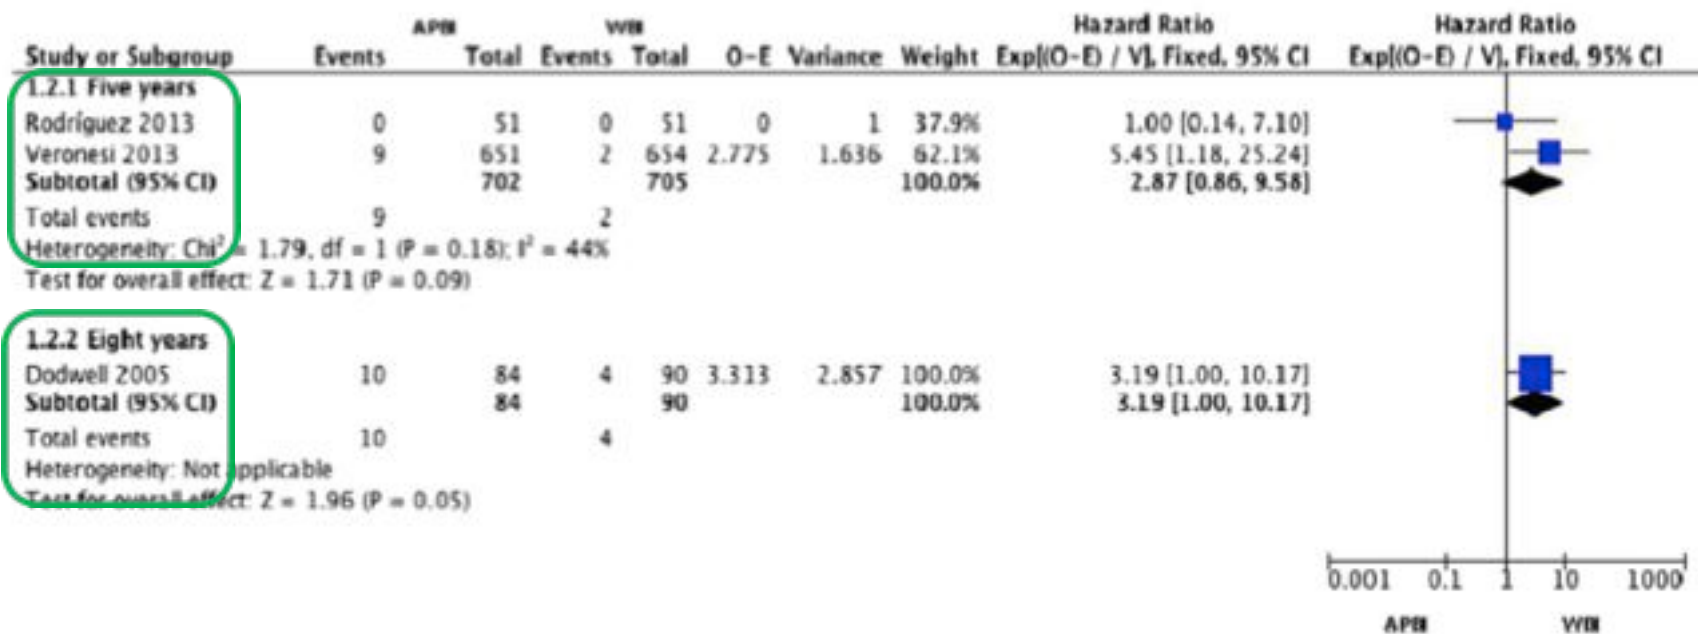 APBI WBI Hazard Ratio Hazard Ratio
Study or Subgroup Events Total Events Total O-E Variance Weight Exp[(O-E) / V], Fixed, 95% CI Exp[(O-E) / V], Fixed, 95% CI
1.2.1 Five years
Rodríguez 2013 0 51 0 51 0 1 37.9% 1.00 [0.14, 7.10]
Veronesi 2013 9 651 2 654 2.775 1.636 62.1% 5.45 [1.18, 25.24]
Subtotal (95% CI) 702 705 100.0% 2.87 [0.86, 9.58]
Total events 9 2
Heterogeneity: Chi² = 1.79, df = 1 (P = 0.18); I² = 44%
Test for overall effect: Z = 1.71 (P = 0.09)
1.2.2 Eight years
Dodwell 2005 10 84 4 90 3.313 2.857 100.0% 3.19 [1.00, 10.17]
Subtotal (95% CI) 84 90 100.0% 3.19 [1.00, 10.17]
Total events 10 4
Heterogeneity: Not applicable
Test for overall effect: Z = 1.96 (P = 0.05)
0.001 0.1 1 10 1000
APBI WBI